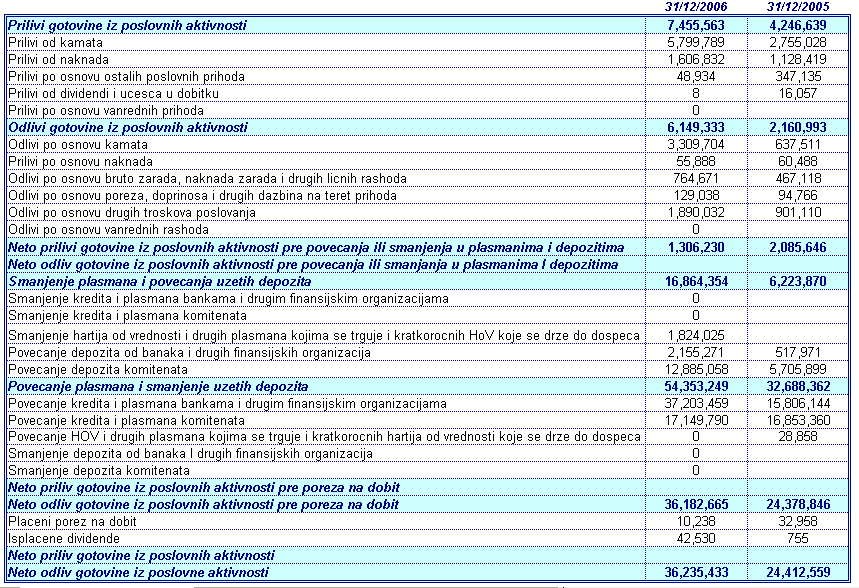 31/12/2006 31/12/2005
Prilivi gotovine iz poslovnih aktivnosti 7,455,563 4,246,639
Prilivi od kamata 5,799,789 2,755,028
Prilivi od naknada 1,606,832 1,128,419
Prilivi po osnovu ostalih poslovnih prihoda 48,934 347,135
Prilivi od dividendi i ucesca u dobitku 8 16,057
Prilivi po osnovu vanrednih prihoda 0
Odlivi gotovine iz poslovnih aktivnosti 6,149,333 2,160,993
Odlivi po osnovu kamata 3,309,704 637,511
Prilivi po osnovu naknada 55,888 60,488
Odlivi po osnovu bruto zarada, naknada zarada i drugih licnih rashoda 764,671 467,118
Odlivi po osnovu poreza, doprinosa i drugih dazbina na teret prihoda 129,038 94,766
Odlivi po osnovu drugih troskova poslovanja 1,890,032 901,110
Odlivi po osnovu vanrednih rashoda 0
Neto prilivi gotovine iz poslovnih aktivnosti pre povecanja ili smanjenja u plasmanima i depozitima 1,306,230 2,085,646
Neto odliv gotovine iz poslovnih aktivnosti pre povecanja ili smanjanja u plasmanima I depozitima
Smanjenje plasmana i povecanja uzetih depozita 16,864,354 6,223,870
Smanjenje kredita i plasmana bankama i drugim finansijskim organizacijama 0
Smanjenje kredita i plasmana komitenata 0
Smanjenje hartija od vrednosti i drugih plasmana kojima se trguje i kratkorocnih HoV koje se drze do dospeca 1,824,025
Povecanje depozita od banaka i drugih finansijskih organizacija 2,155,271 517,971
Povecanje depozita komitenata 12,885,058 5,705,899
Povecanje plasmana i smanjenje uzetih depozita 54,353,249 32,688,362
Povecanje kredita i plasmana bankama i drugim finansijskim organizacijama 37,203,459 15,806,144
Povecanje kredita i plasmana komitenata 17,149,790 16,853,360
Povecanje HOV i drugih plasmana kojima se trguje i kratkorocnih hartija od vrednosti koje se drze do dospeca 0 28,858
Smanjenje depozita od banaka I drugih finansijskih organizacija 0
Smanjenje depozita komitenata 0
Neto priliv gotovine iz poslovnih aktivnosti pre poreza na dobit
Neto odliv gotovine iz poslovnih aktivnosti pre poreza na dobit 36,182,665 24,378,846
Placeni porez na dobit 10,238 32,958
Isplacene dividende 42,530 755
Neto priliv gotovine iz poslovnih aktivnosti
Neto odliv gotovine iz poslovne aktivnosti 36,235,433 24,412,559